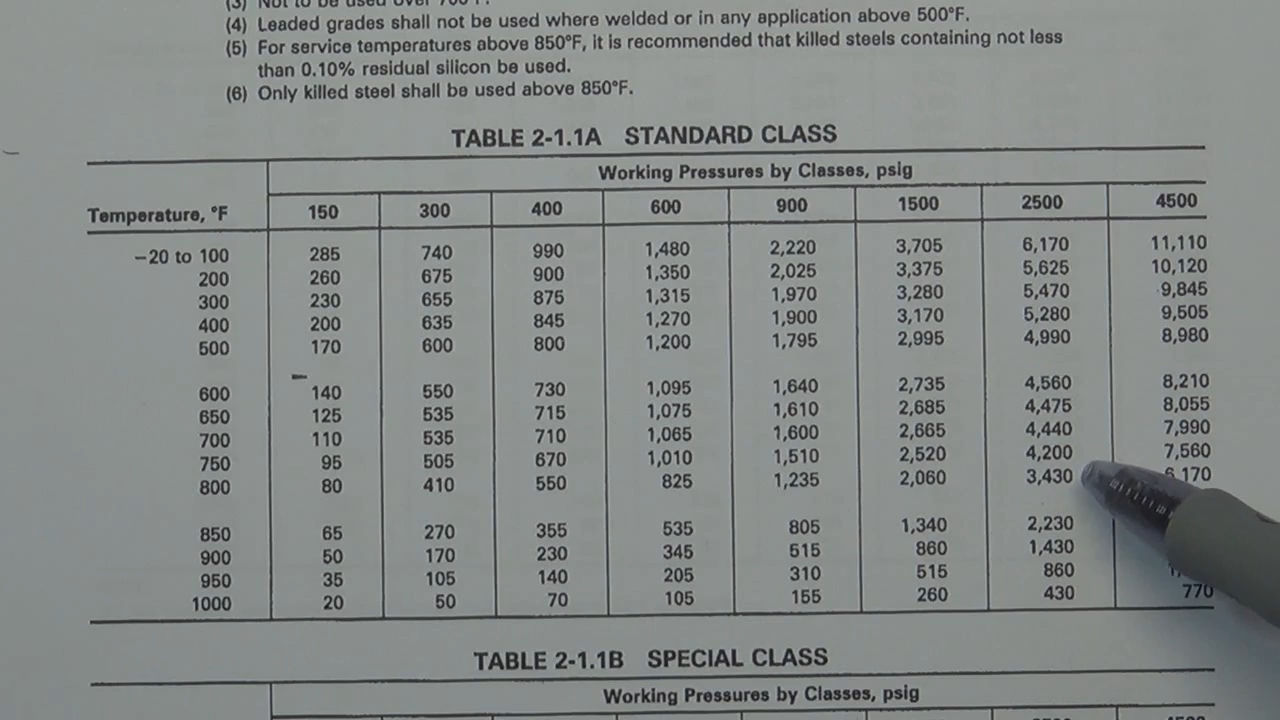 (3) Not to be used over 700°F.
(4) Leaded grades shall not be used where welded or in any application above 500°F.
(5) For service temperatures above 850°F, it is recommended that killed steels containing not less
than 0.10% residual silicon be used.
(6) Only killed steel shall be used above 850°F.
TABLE 2-1.1A STANDARD CLASS
Working Pressures by Classes, psig
Temperature, °F 150 300 400 600 900 1500 2500 4500
−20 to 100 285 740 990 1,480 2,220 3,705 6,170 11,110
200 260 675 900 1,350 2,025 3,375 5,625 10,120
300 230 655 875 1,315 1,970 3,280 5,470 9,845
400 200 635 845 1,270 1,900 3,170 5,280 9,505
500 170 600 800 1,200 1,795 2,995 4,990 8,980
600 140 550 730 1,095 1,640 2,735 4,560 8,210
650 125 535 715 1,075 1,610 2,685 4,475 8,055
700 110 535 710 1,065 1,600 2,665 4,440 7,990
750 95 505 670 1,010 1,510 2,520 4,200 7,560
800 80 410 550 825 1,235 2,060 3,430 6,170
850 65 270 355 535 805 1,340 2,230
900 50 170 230 345 515 860 1,430
950 35 105 140 205 310 515 860
1000 20 50 70 105 155 260 430 770
TABLE 2-1.1B SPECIAL CLASS
Working Pressures by Classes, psig